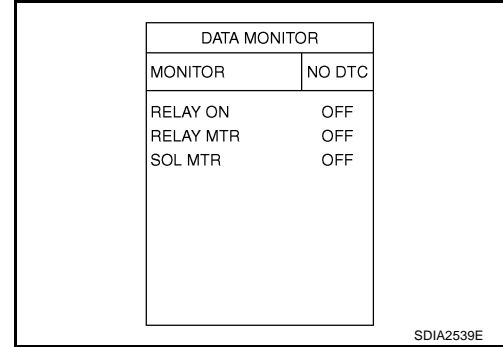 DATA MONITOR
MONITOR NO DTC
RELAY ON OFF
RELAY MTR OFF
SOL MTR OFF
SDIA2539E